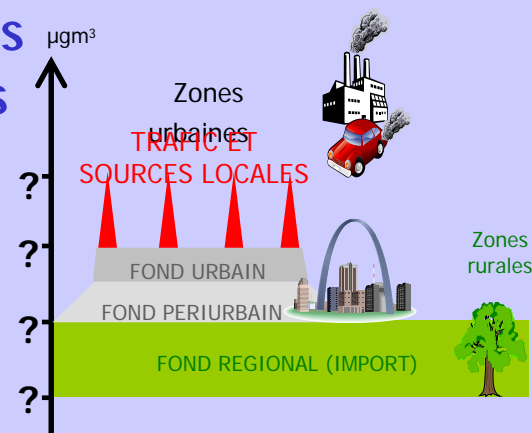 s
µgm³
s
Zones
urbaines
TRAFIC ET
SOURCES LOCALES
?
?
Zones
rurales
FOND URBAIN
FOND PERIURBAIN
?
FOND REGIONAL (IMPORT)
?